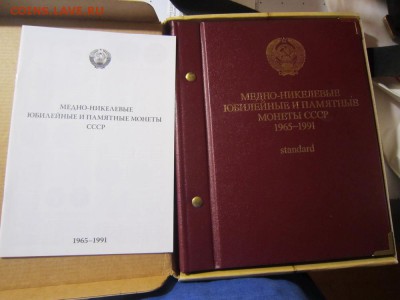 МЕДНО-НИКЕЛЕВЫЕ
ЮБИЛЕЙНЫЕ И ПАМЯТНЫЕ МОНЕТЫ
СССР
1965–1991
МЕДНО-НИКЕЛЕВЫЕ
ЮБИЛЕЙНЫЕ И ПАМЯТНЫЕ
МОНЕТЫ СССР
1965–1991
standard